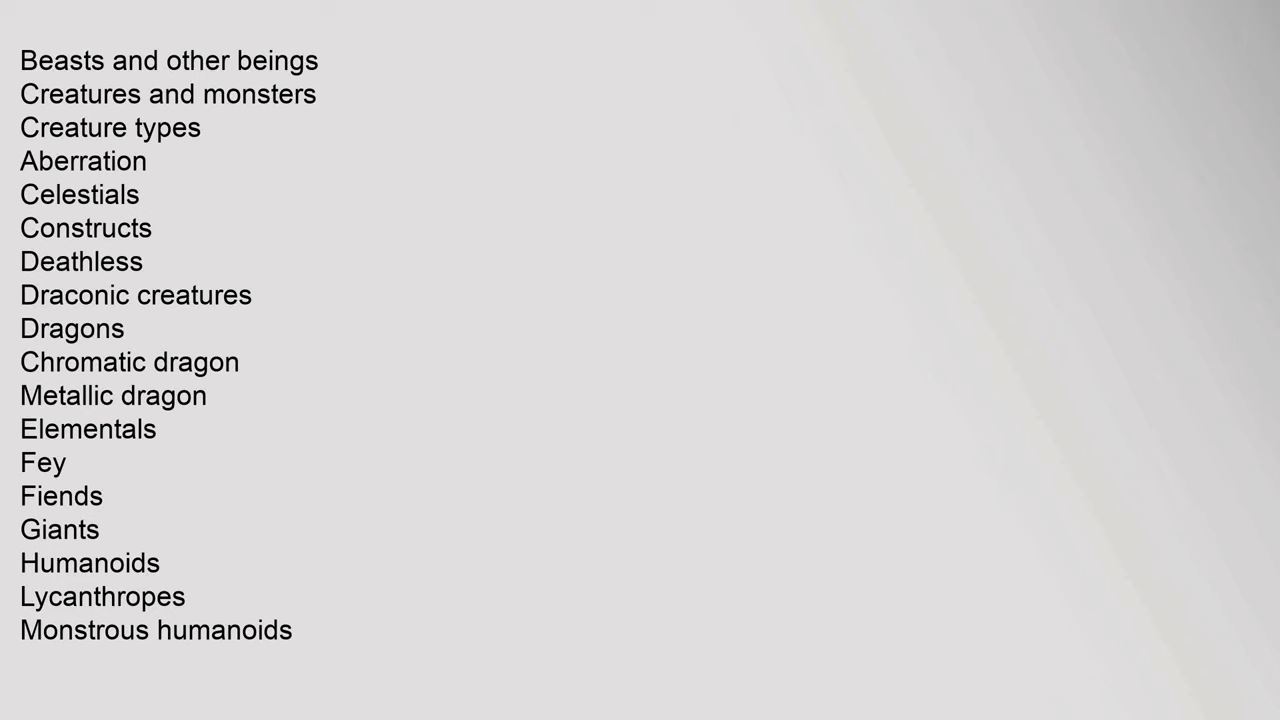 Beasts and other beings
Creatures and monsters
Creature types
Aberration
Celestials
Constructs
Deathless
Draconic creatures
Dragons
Chromatic dragon
Metallic dragon
Elementals
Fey
Fiends
Giants
Humanoids
Lycanthropes
Monstrous humanoids